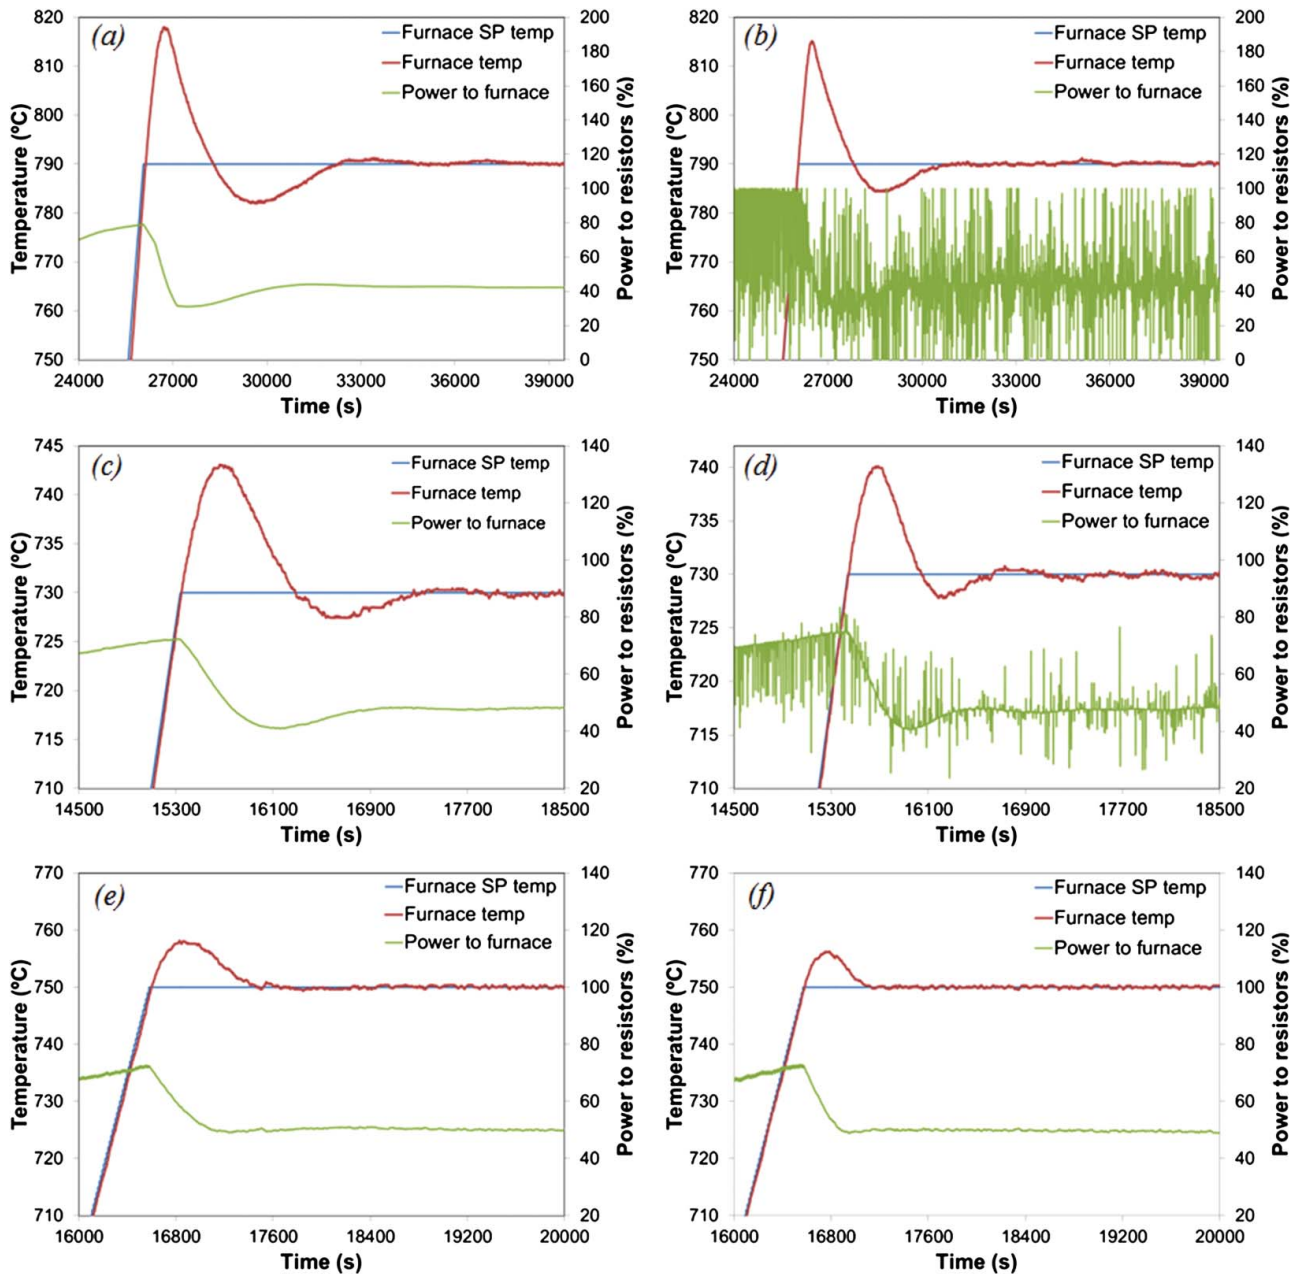 (a)
Furnace SP temp
Furnace temp
Power to furnace
820
810
800
790
780
770
760
750
200
180
160
140
120
100
80
60
40
20
0
24000 27000 30000 33000 36000 39000
Temperature (ºC)
Power to resistors (%)
Time (s)
(b)
Furnace SP temp
Furnace temp
Power to furnace
820
810
800
790
780
770
760
750
200
180
160
140
120
100
80
60
40
20
0
24000 27000 30000 33000 36000 39000
Temperature (ºC)
Power to resistors (%)
Time (s)
(c)
Furnace SP temp
Furnace temp
Power to furnace
745
740
735
730
725
720
715
710
140
120
100
80
60
40
20
14500 15300 16100 16900 17700 18500
Temperature (ºC)
Power to resistors (%)
Time (s)
(d)
Furnace SP temp
Furnace temp
Power to furnace
740
735
730
725
720
715
710
140
120
100
80
60
40
20
14500 15300 16100 16900 17700 18500
Temperature (ºC)
Power to resistors (%)
Time (s)
(e)
Furnace SP temp
Furnace temp
Power to furnace
770
760
750
740
730
720
710
140
120
100
80
60
40
20
16000 16800 17600 18400 19200 20000
Temperature (ºC)
Power to resistors (%)
Time (s)
(f)
Furnace SP temp
Furnace temp
Power to furnace
770
760
750
740
730
720
710
140
120
100
80
60
40
20
16000 16800 17600 18400 19200 20000
Temperature (ºC)
Power to resistors (%)
Time (s)